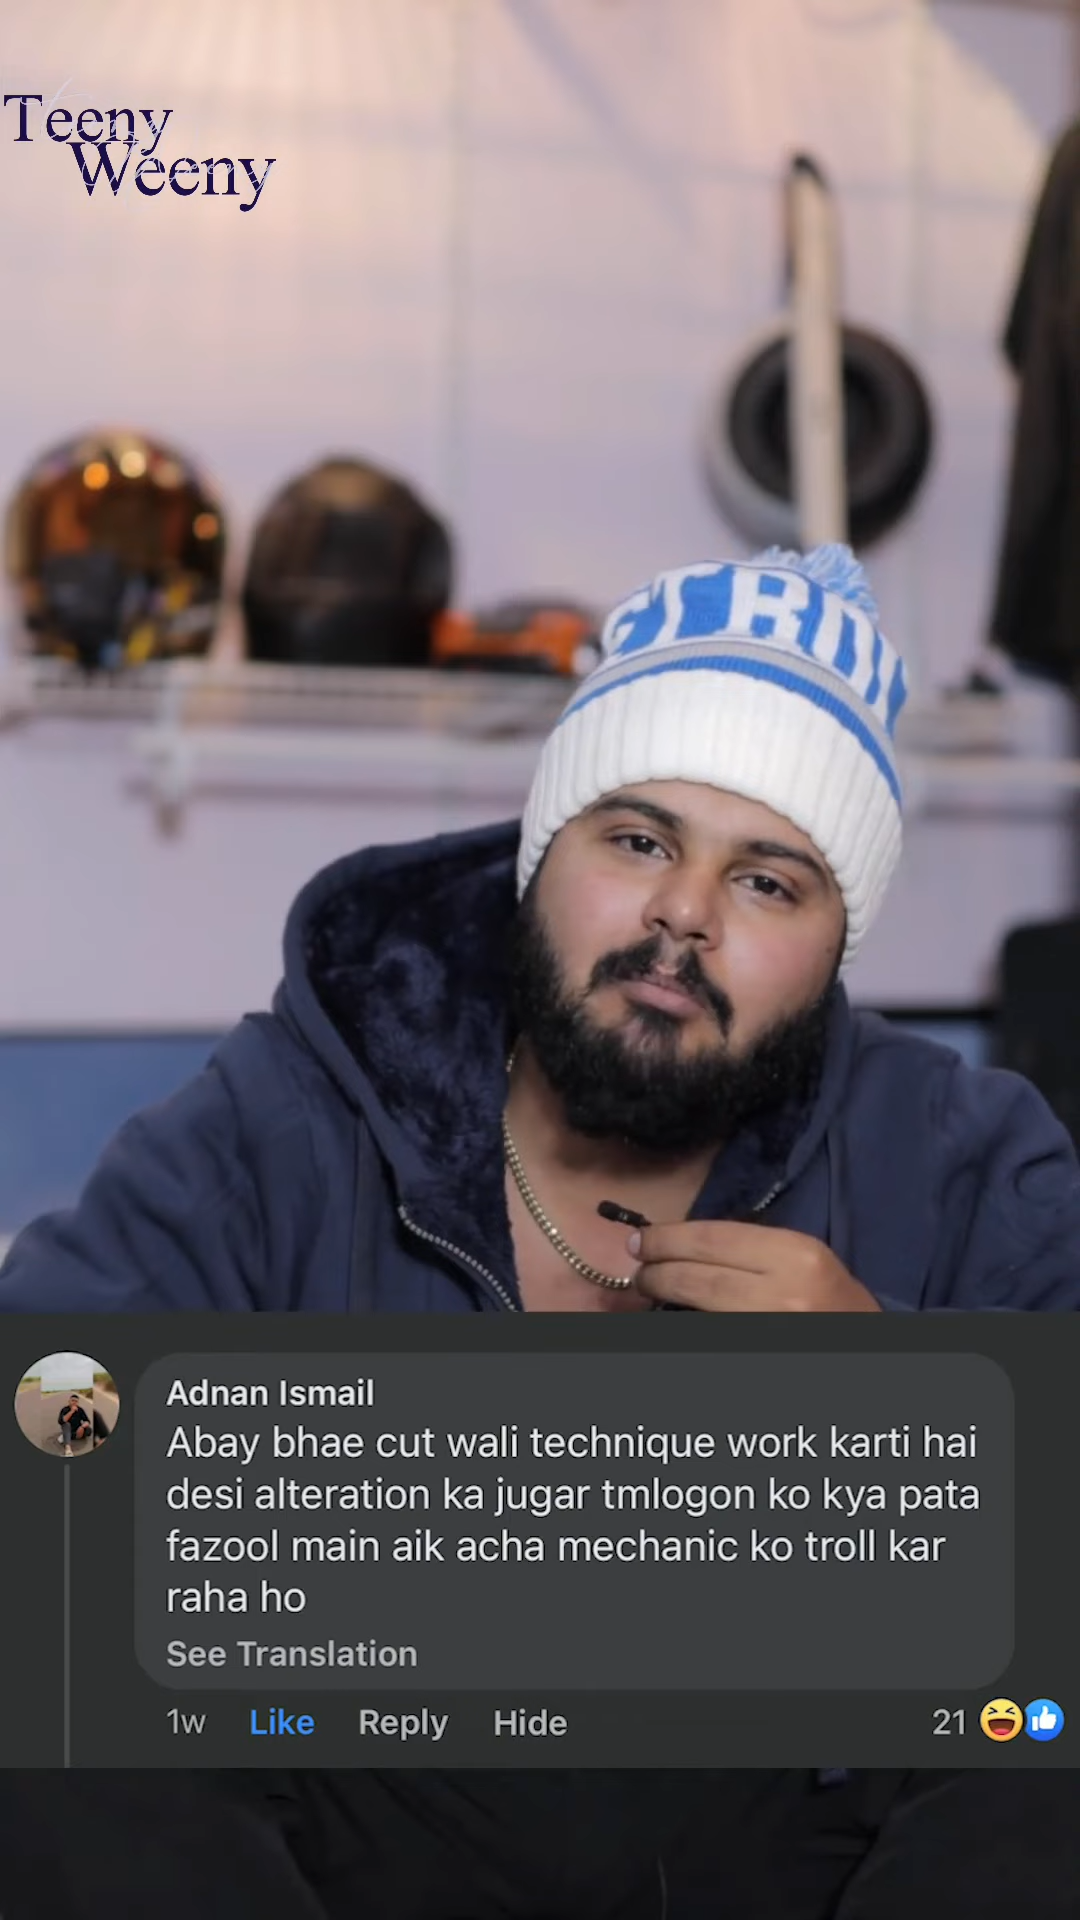 Teeny
Weeny
Adnan Ismail
Abay bhae cut wali technique work karti hai
desi alteration ka jugar tmlogon ko kya pata
fazool main aik acha mechanic ko troll kar
raha ho
See Translation
1w Like Reply Hide 21